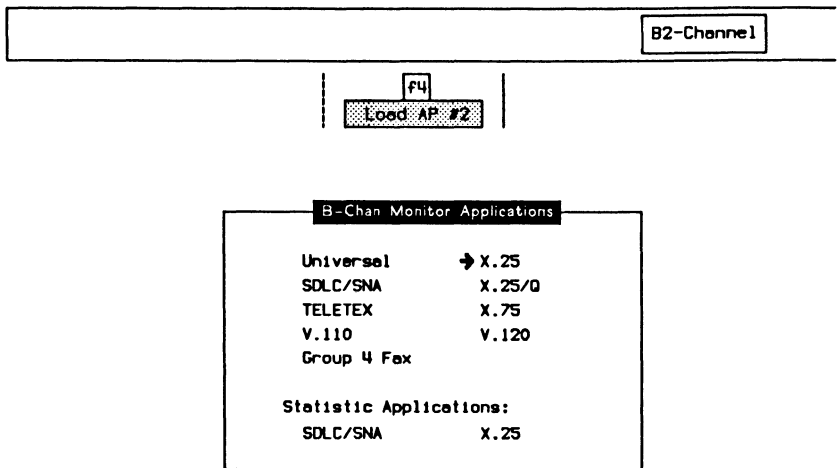 B2-Channel
f4
Load AP #2
B-Chan Monitor Applications
Universal → X.25
SDLC/SNA X.25/Q
TELETEX X.75
V.110 V.120
Group 4 Fax
Statistic Applications:
SDLC/SNA X.25